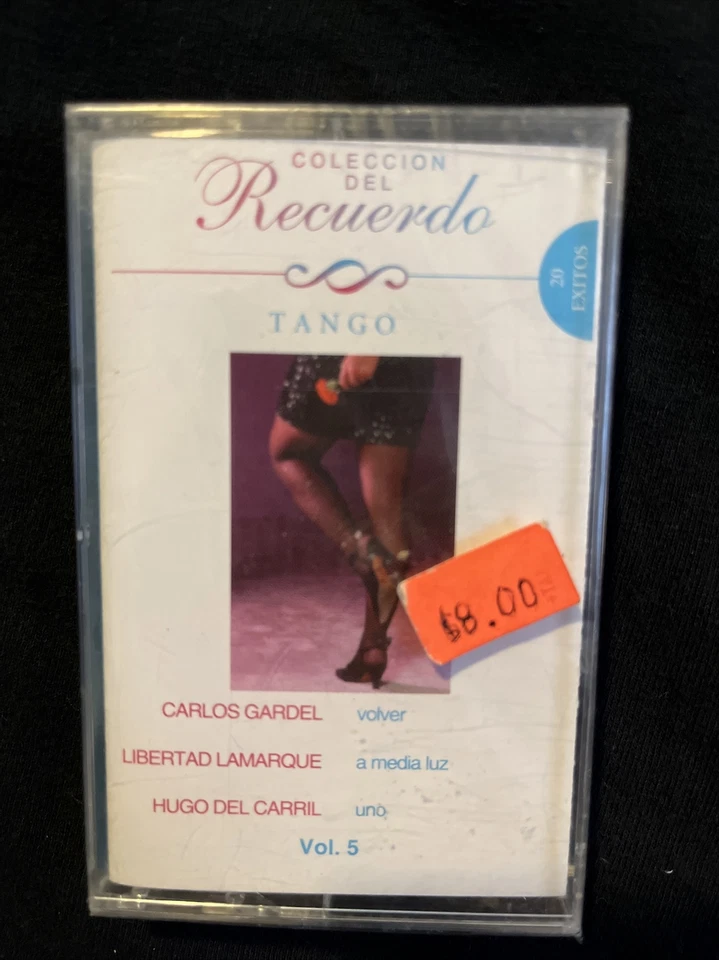 COLECCION
DEL
Recuerdo
20
EXITOS
TANGO
$8.00
CARLOS GARDEL volver
LIBERTAD LAMARQUE a media luz
HUGO DEL CARRIL uno
Vol. 5